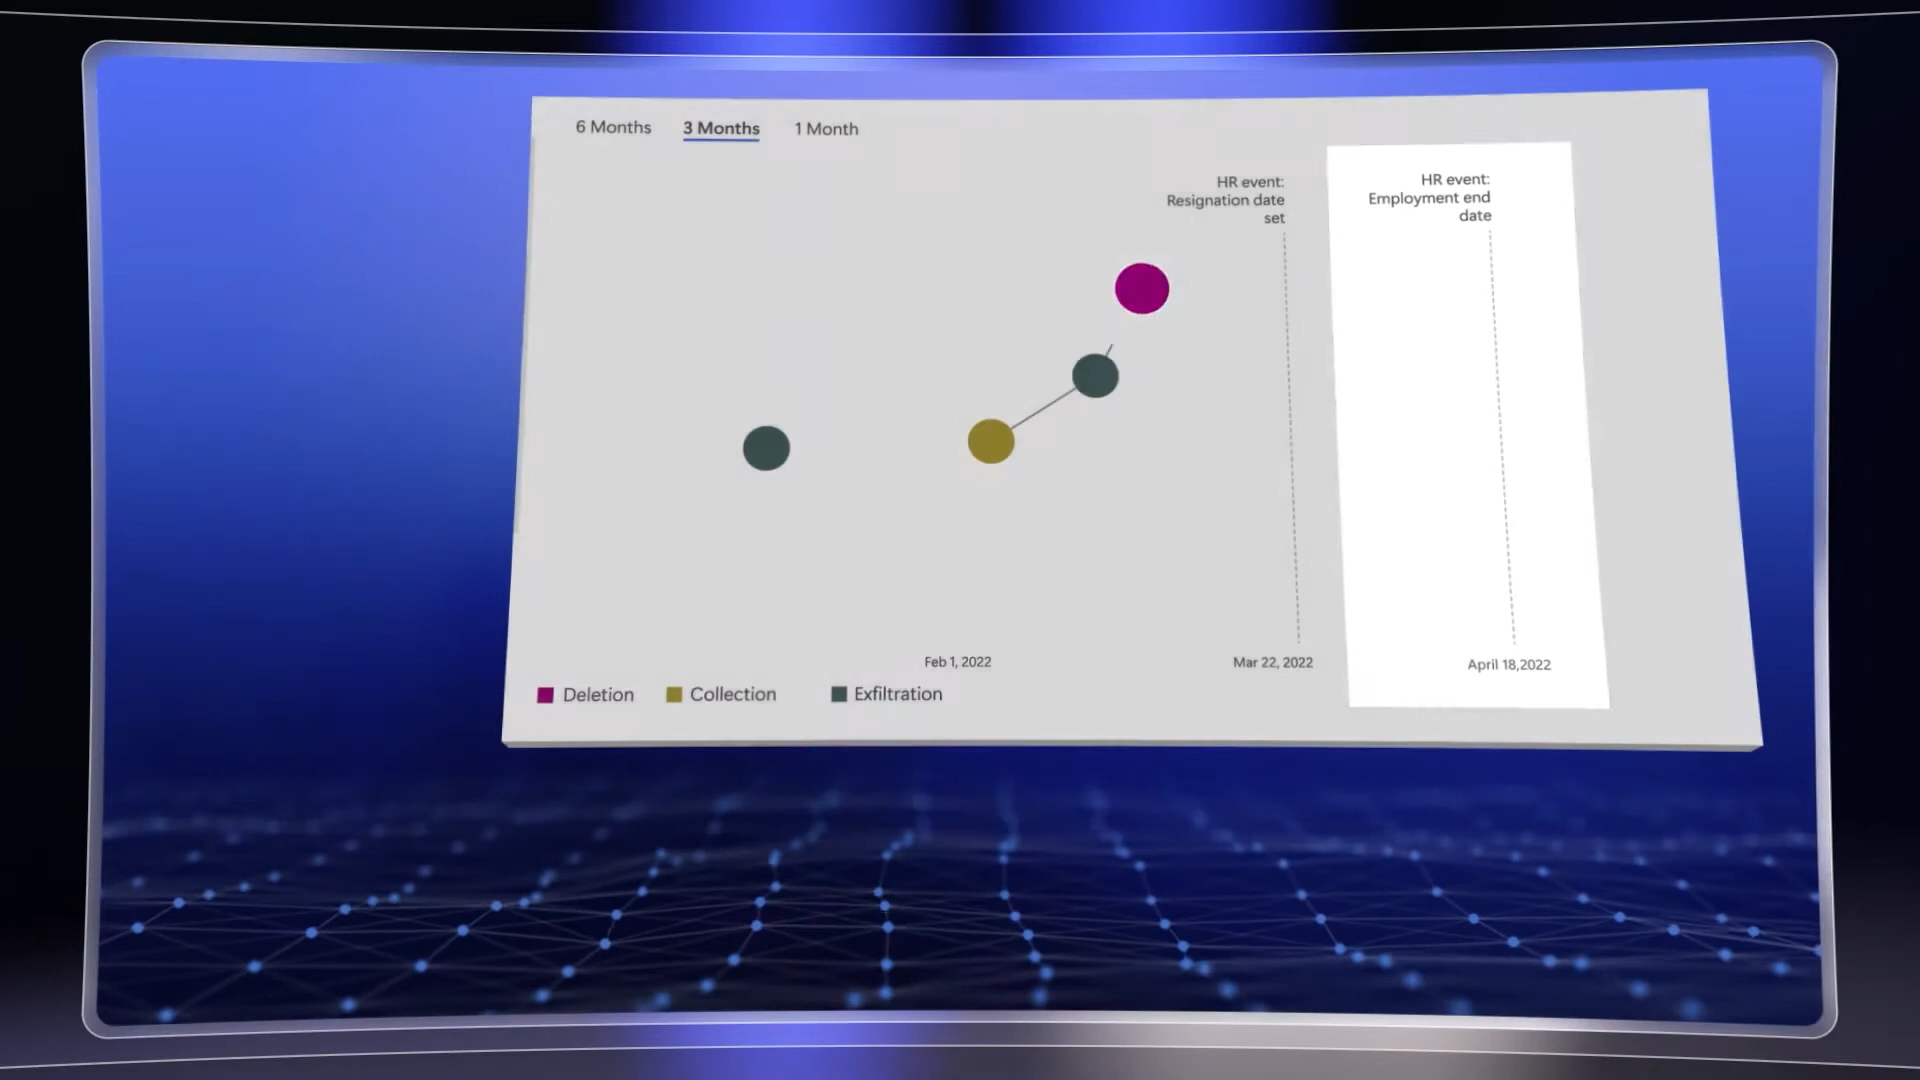 6 Months 3 Months 1 Month
HR event:
Resignation date
set
HR event:
Employment end
date
Feb 1, 2022
Mar 22, 2022
April 18,2022
Deletion Collection Exfiltration